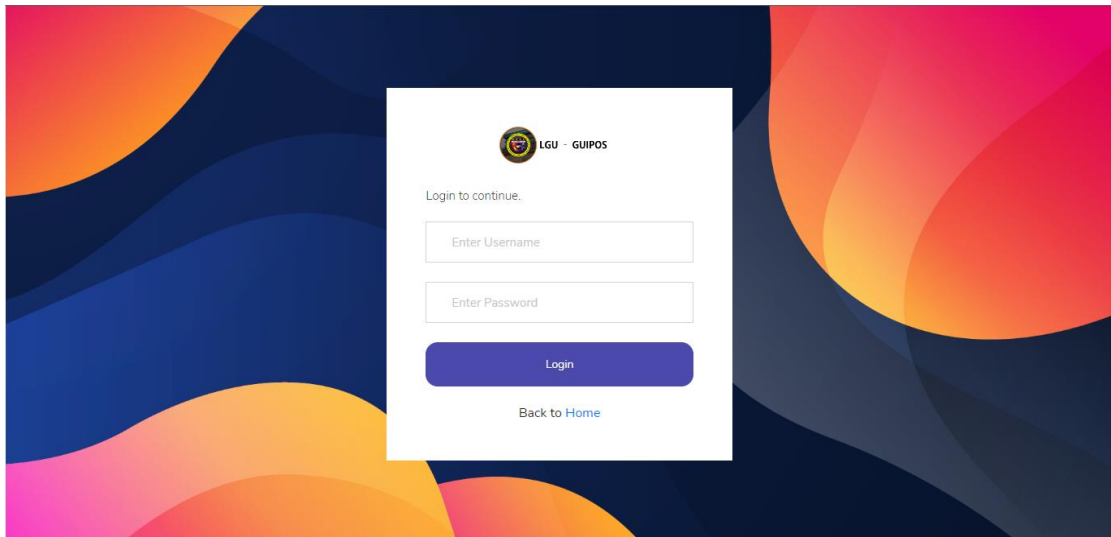 LGU - GUIPOS
Login to continue.
Enter Username
Enter Password
Login
Back to Home